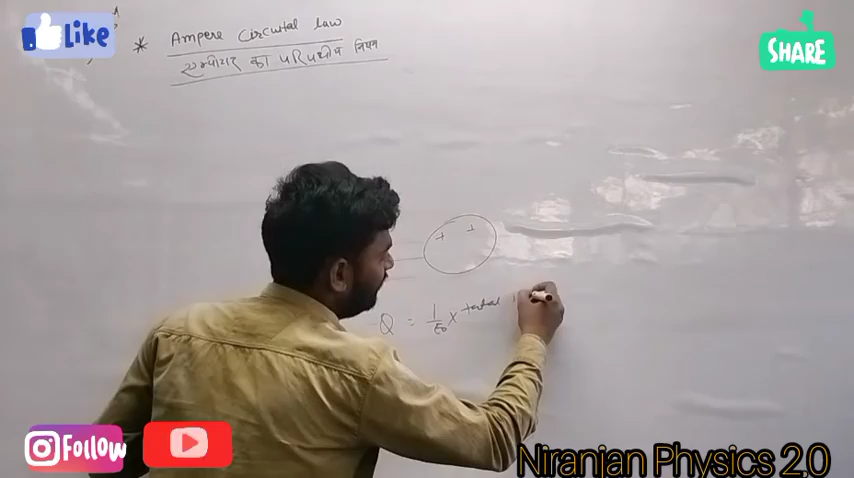 Like
* Ampere Circuital law
एम्पीयर का परिपथीय नियम
SHARE
+ +
Q = 1/ε₀ x total
Follow
Niranjan Physics 2.0